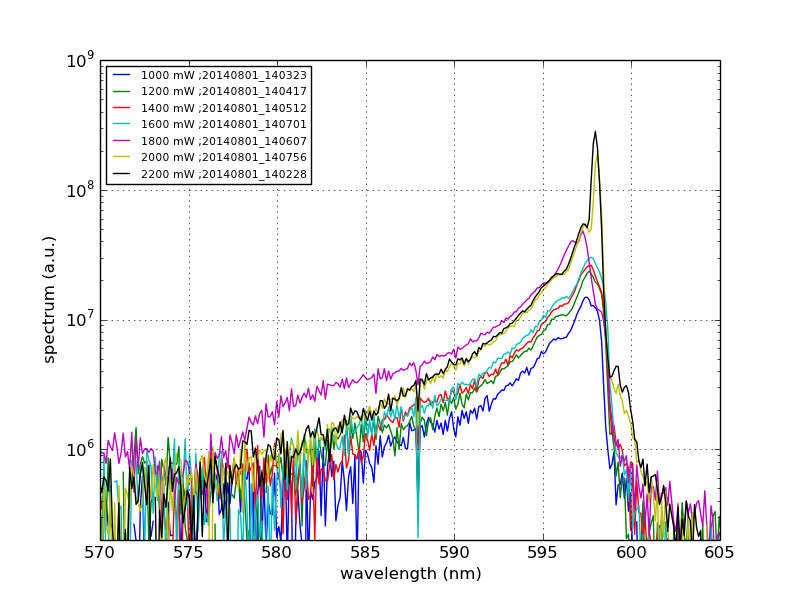 10^9
1000 mW ;20140801_140323
1200 mW ;20140801_140417
1400 mW ;20140801_140512
1600 mW ;20140801_140701
1800 mW ;20140801_140607
2000 mW ;20140801_140756
2200 mW ;20140801_140228
10^8
spectrum (a.u.)
10^7
10^6
570 575 580 585 590 595 600 605
wavelength (nm)